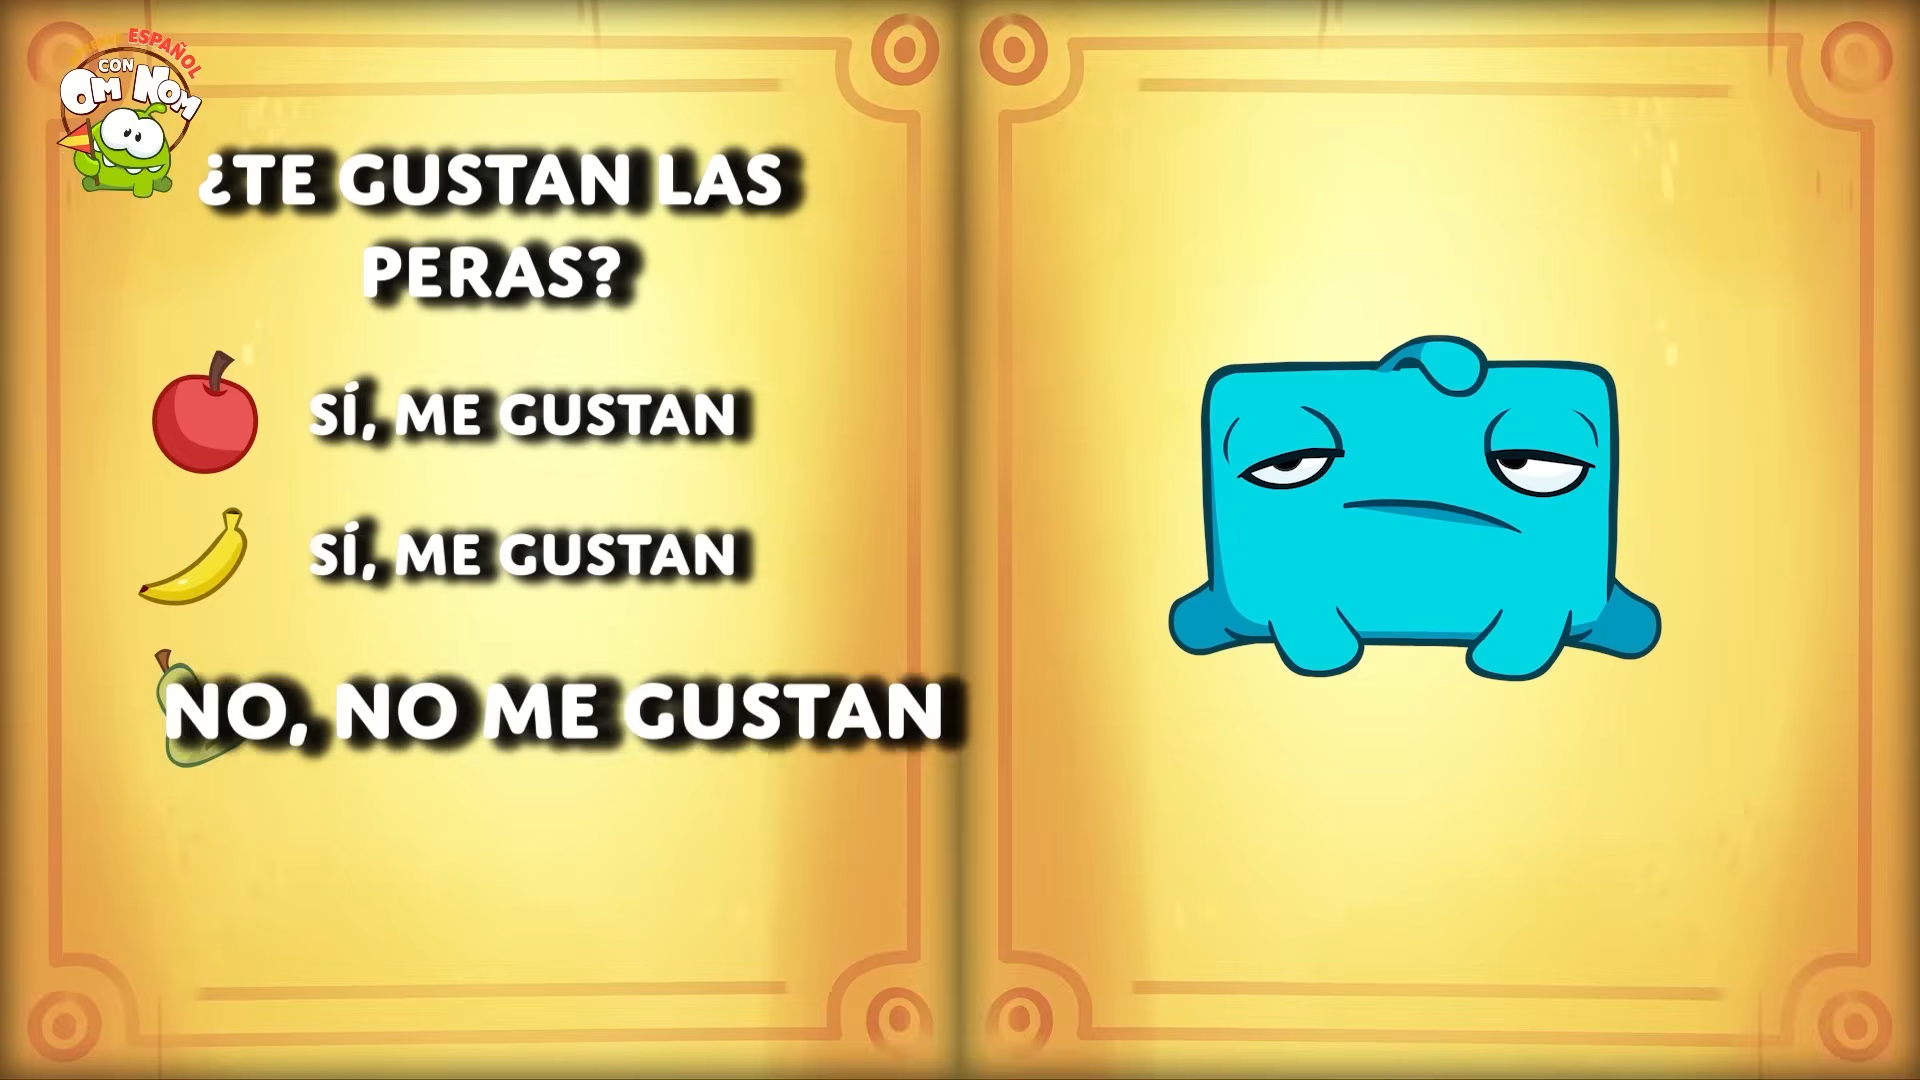 ESPAÑOL
CON
OM NOM
¿TE GUSTAN LAS
PERAS?
SÍ, ME GUSTAN
SÍ, ME GUSTAN
NO, NO ME GUSTAN